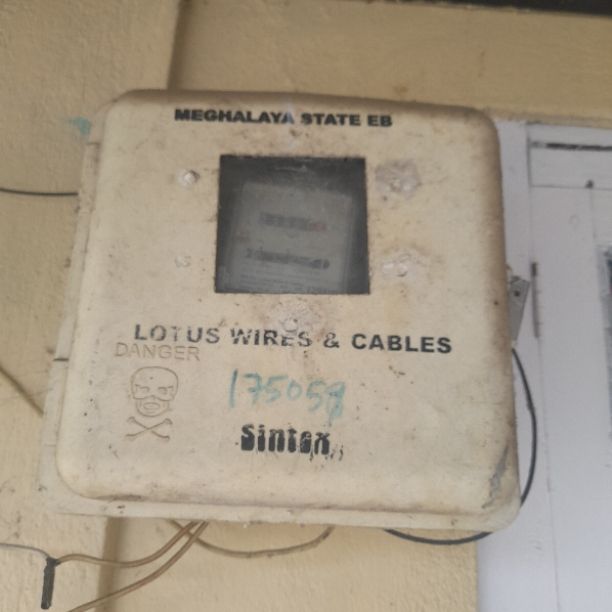 MEGHALAYA STATE EB
LOTUS WIRES & CABLES
DANGER
175058
Sintex